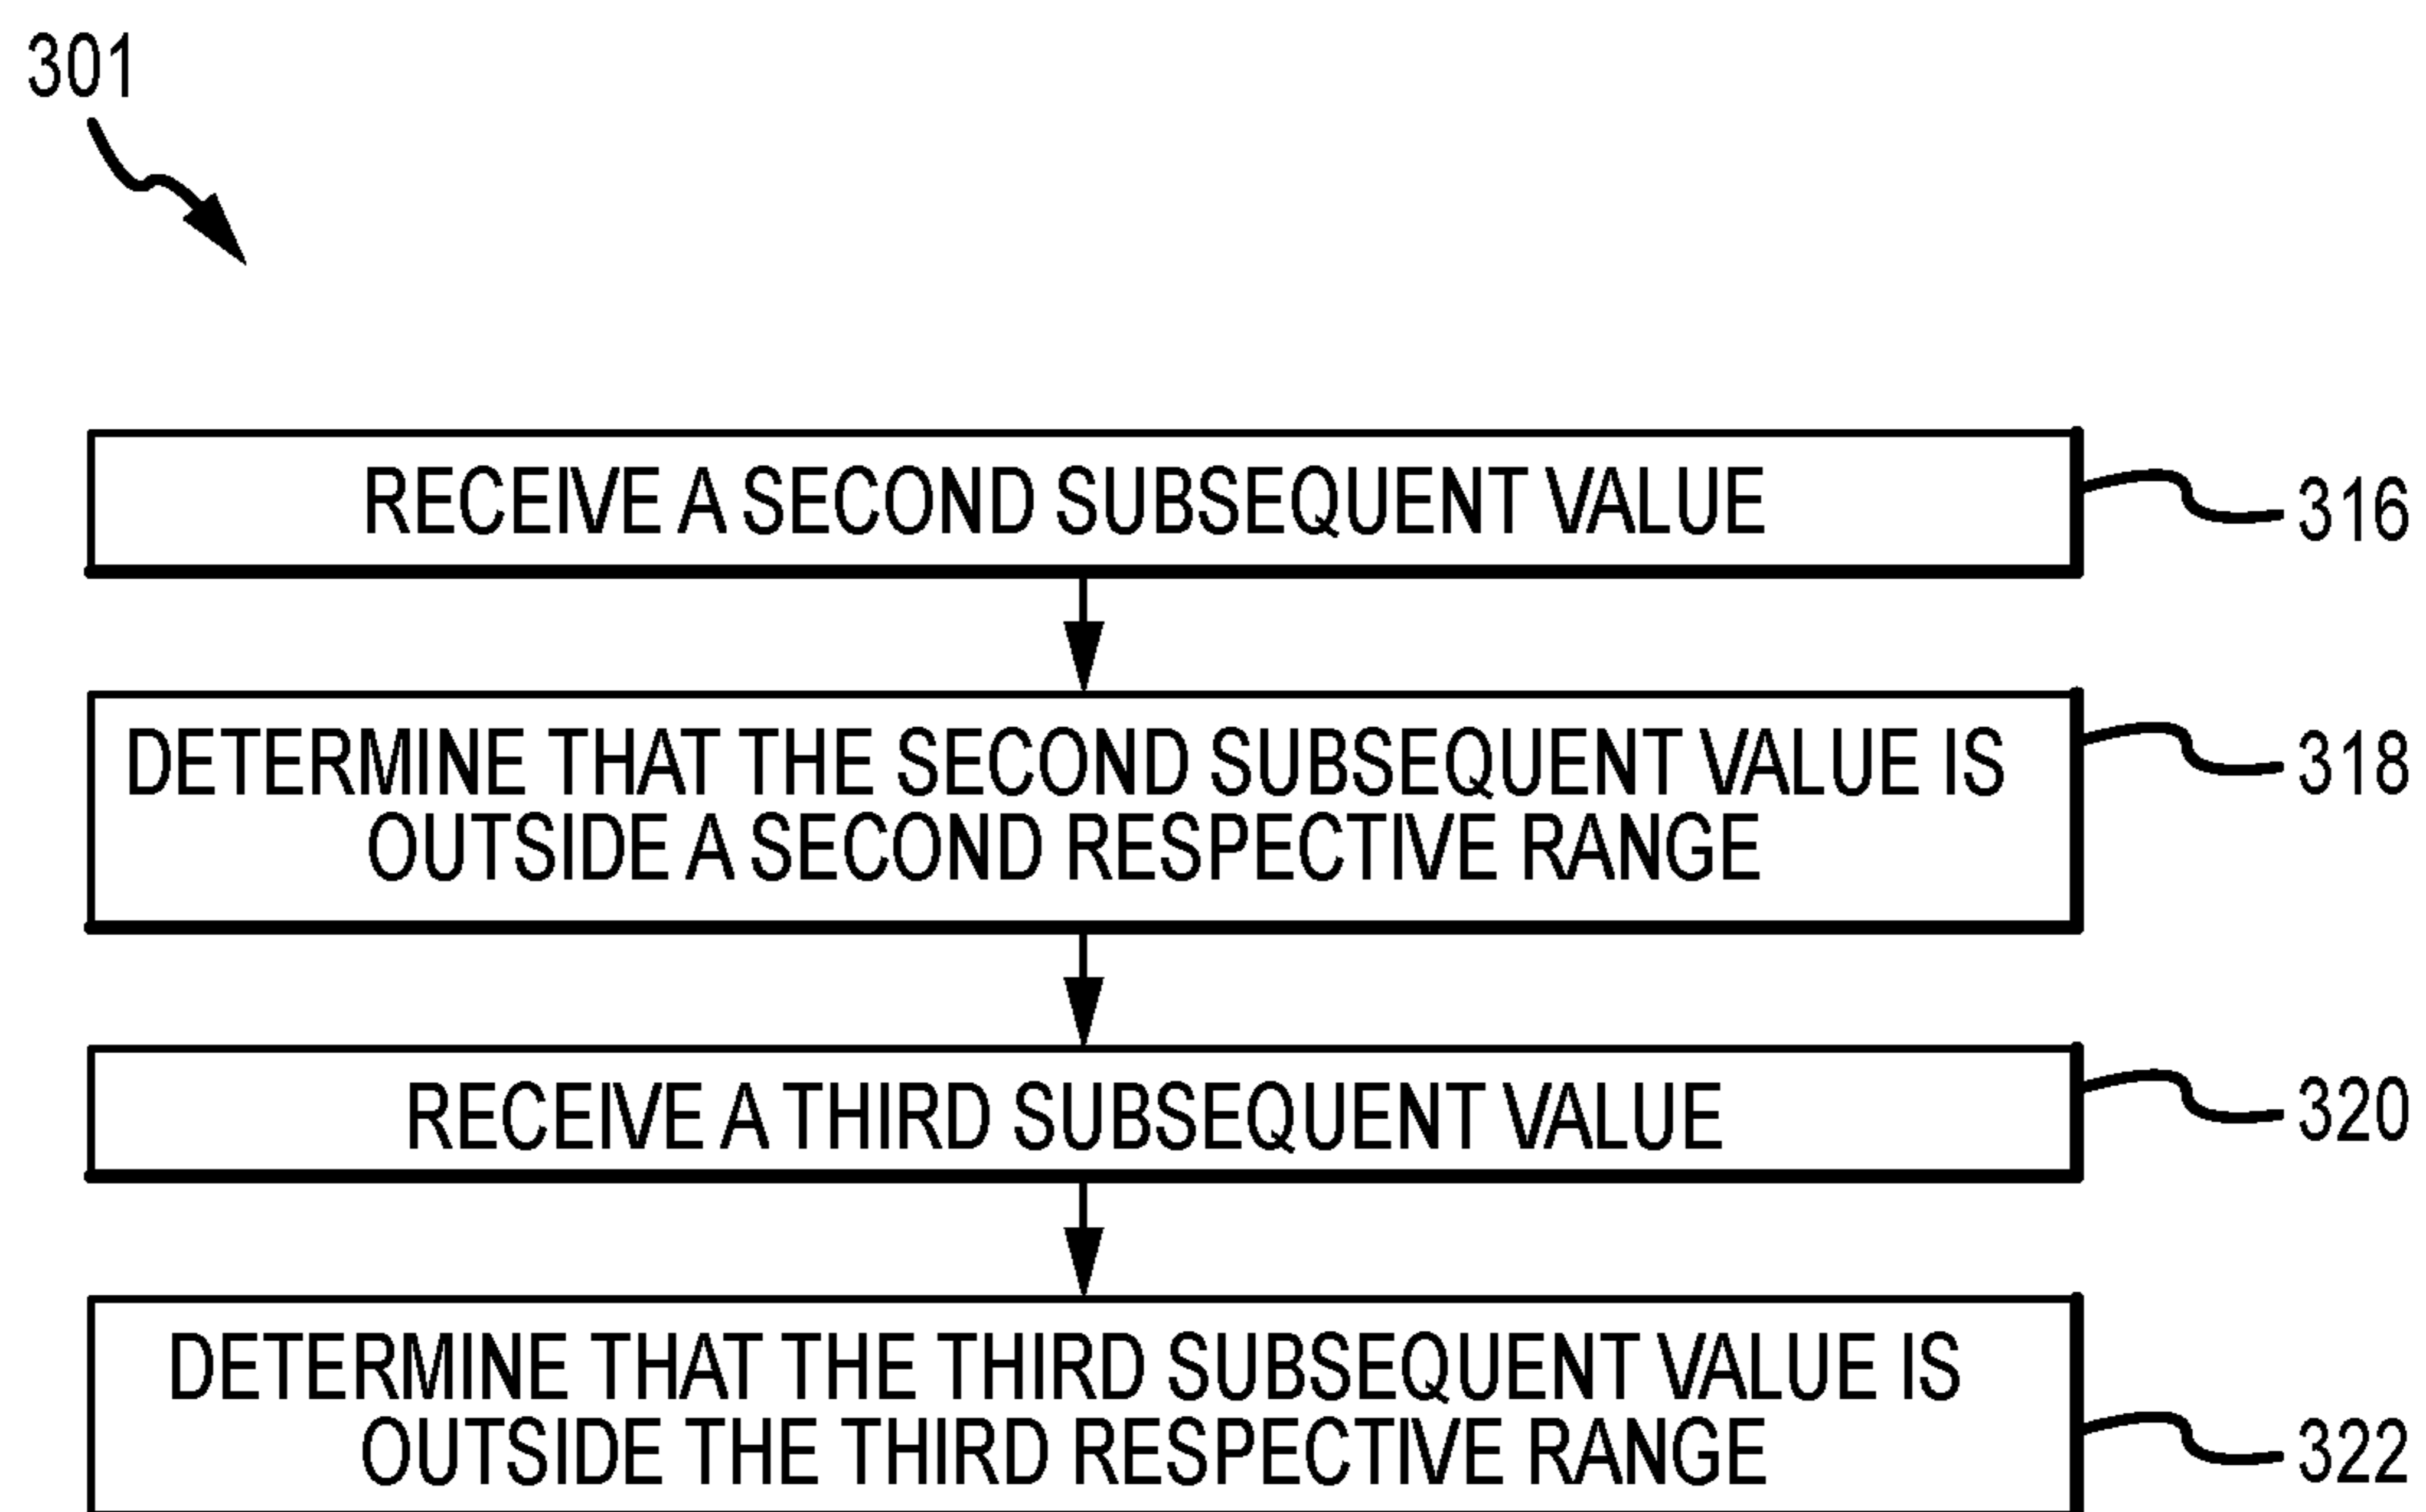 301
RECEIVE A SECOND SUBSEQUENT VALUE
316
DETERMINE THAT THE SECOND SUBSEQUENT VALUE IS
OUTSIDE A SECOND RESPECTIVE RANGE
318
RECEIVE A THIRD SUBSEQUENT VALUE
320
DETERMINE THAT THE THIRD SUBSEQUENT VALUE IS
OUTSIDE THE THIRD RESPECTIVE RANGE
322